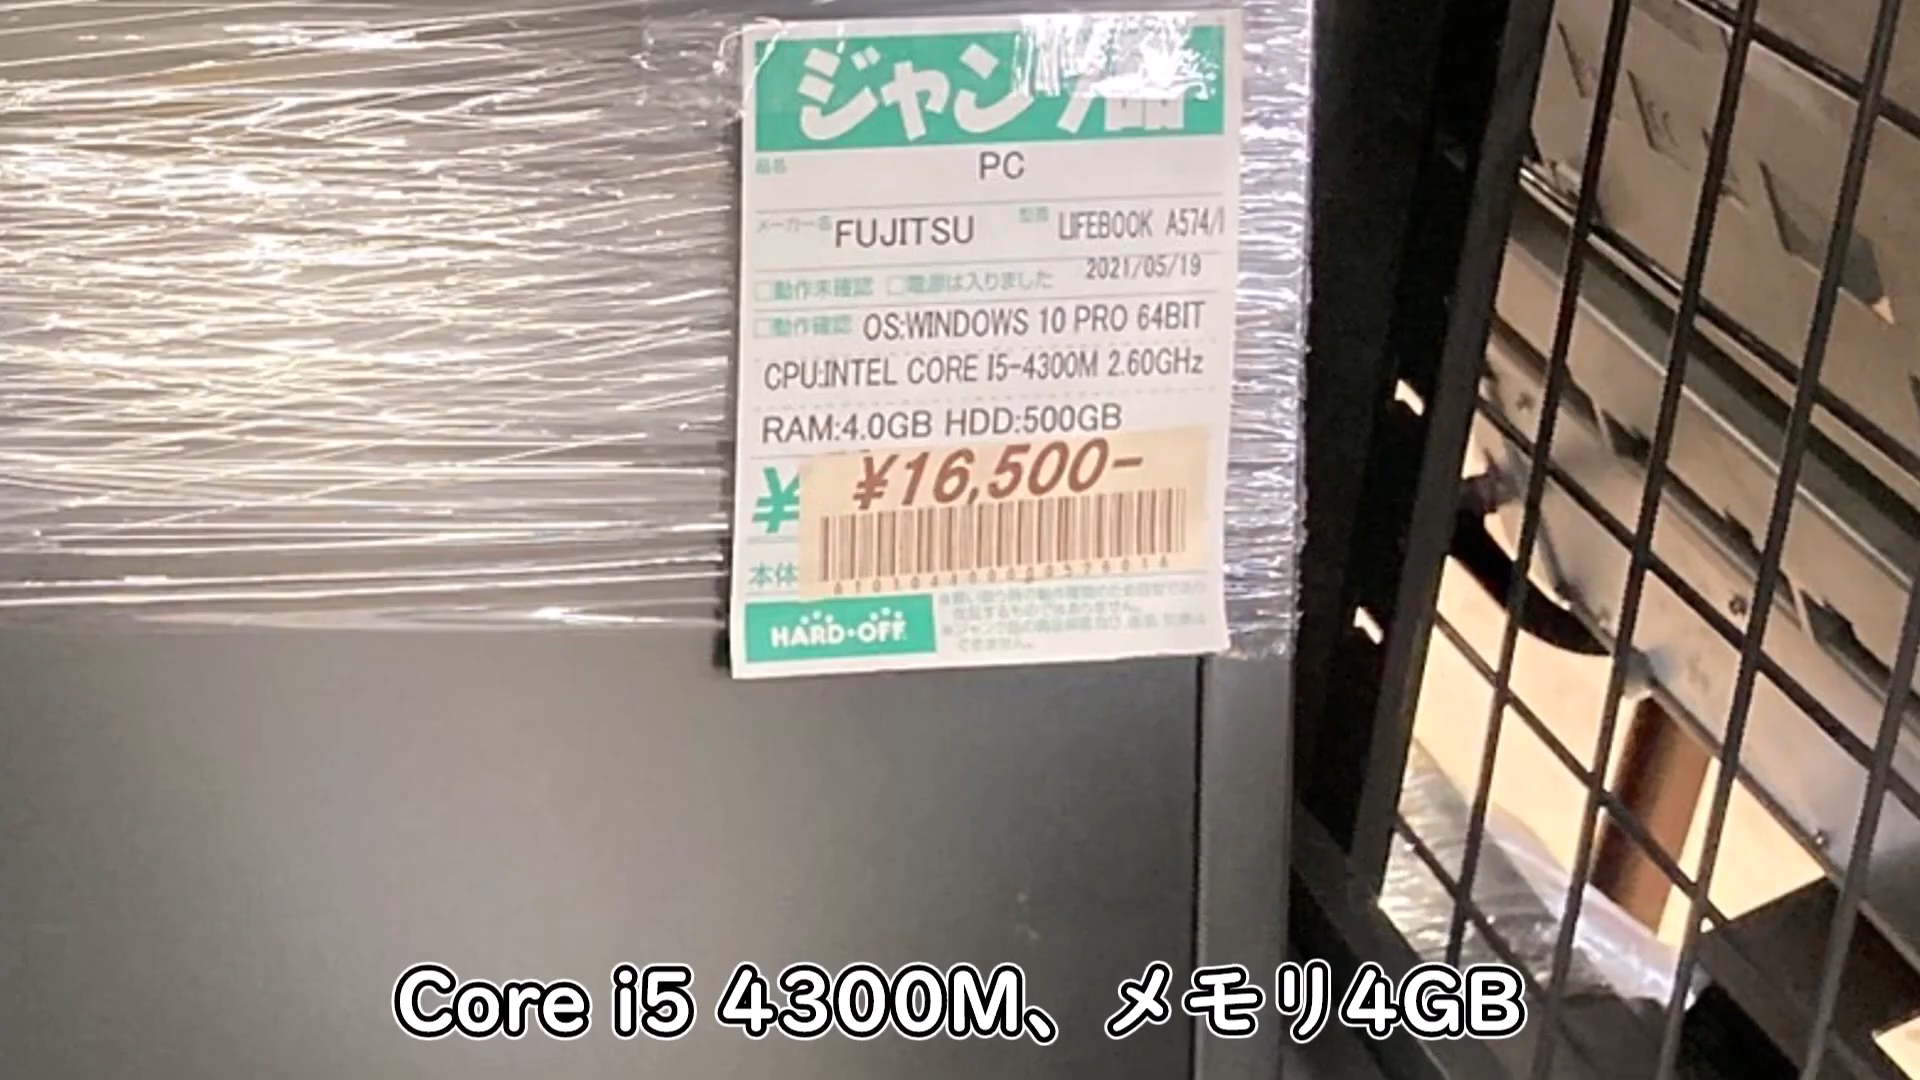 ジャンク品
品名
PC
メーカー名 FUJITSU 型番 LIFEBOOK A574/
2021/05/19
□動作未確認 □電源は入りました
□動作確認 OS:WINDOWS 10 PRO 64BIT
CPU:INTEL CORE I5-4300M 2.60GHz
RAM:4.0GB HDD:500GB
¥
¥16,500-
本体
HARD・OFF
Core i5 4300M、メモリ4GB